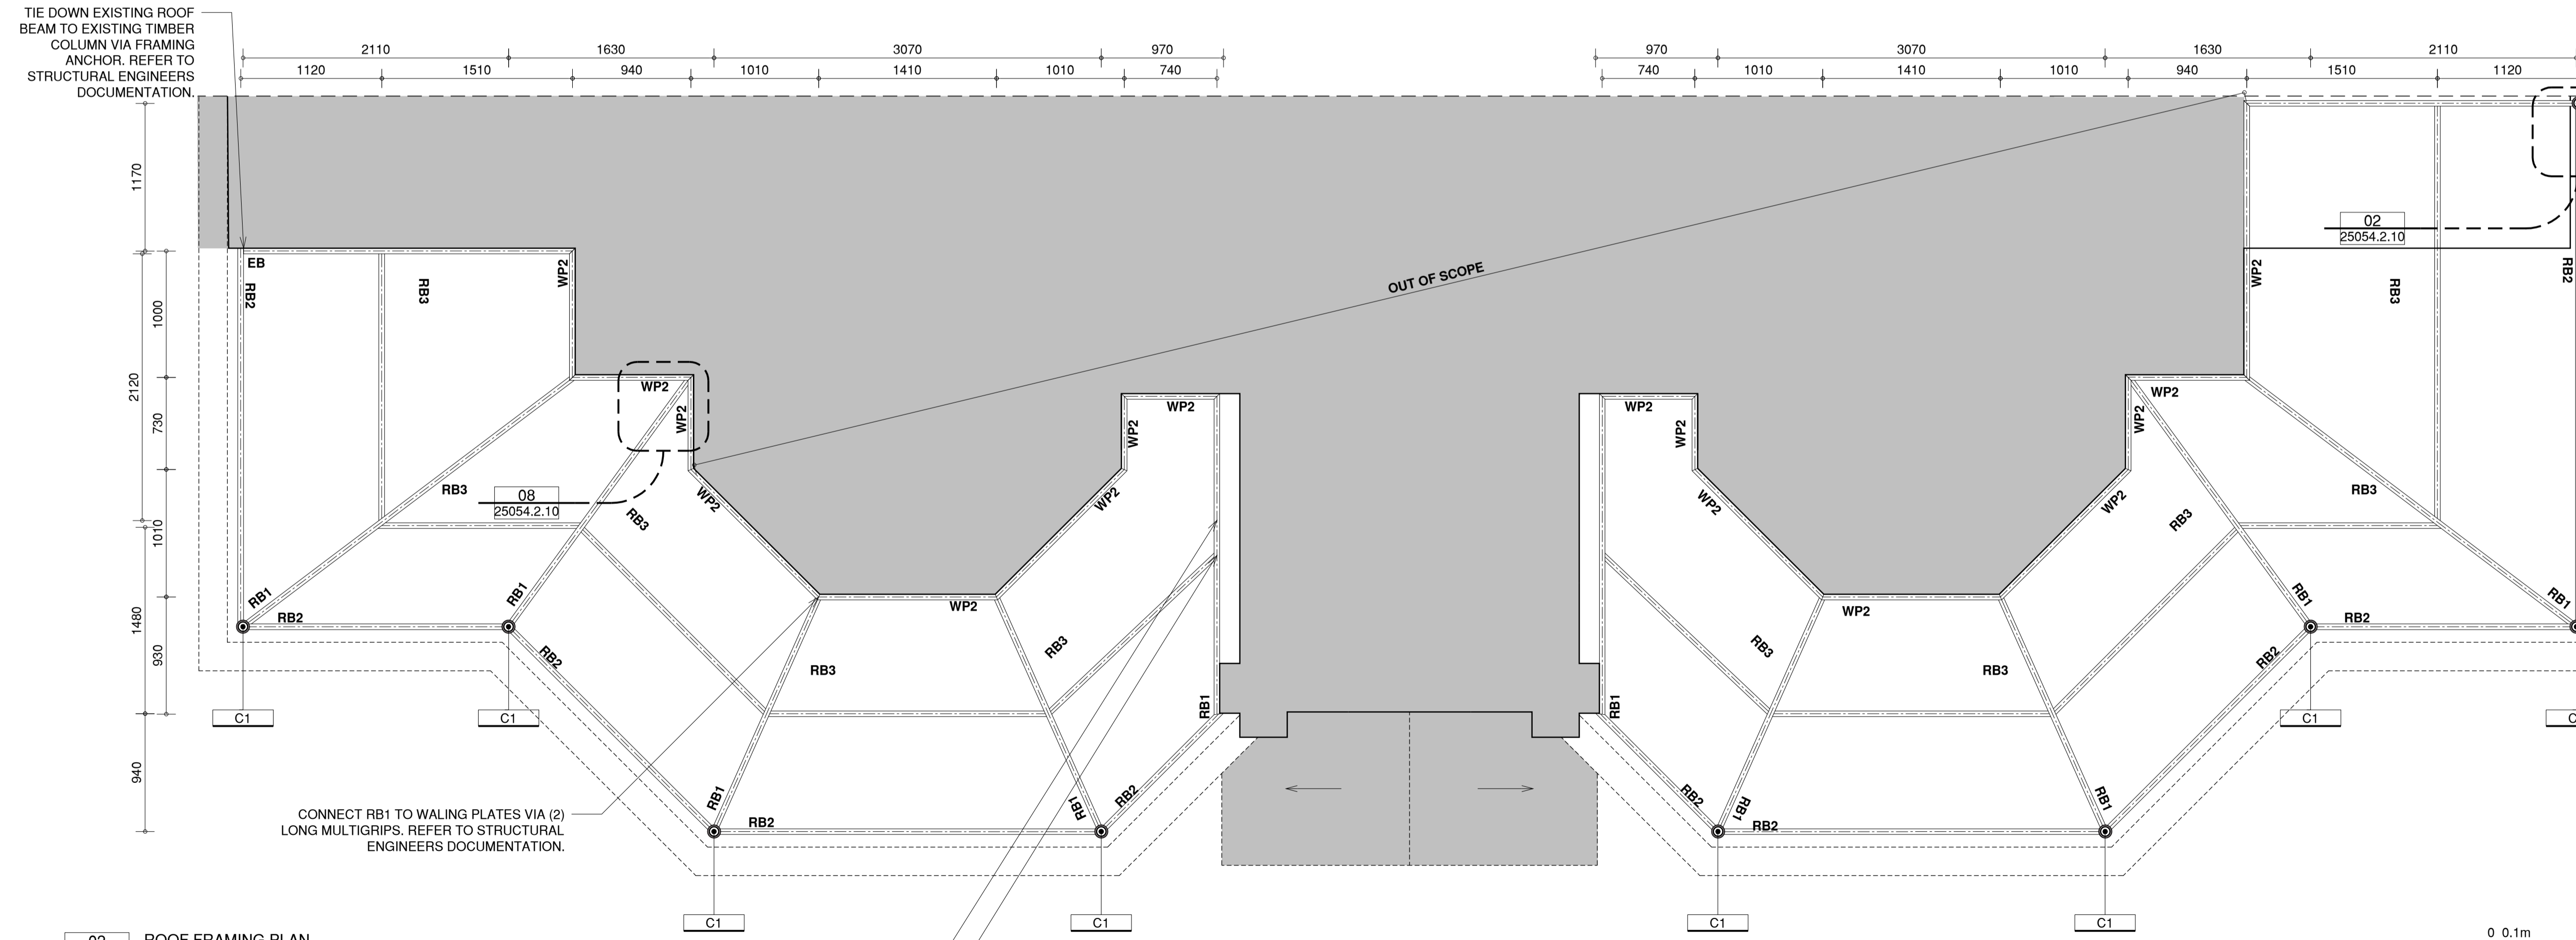 TIE DOWN EXISTING ROOF
BEAM TO EXISTING TIMBER
COLUMN VIA FRAMING
ANCHOR. REFER TO
STRUCTURAL ENGINEERS
DOCUMENTATION.
2110 1630 3070 970 970 3070 1630 2110
1120 1510 940 1010 1410 1010 740 740 1010 1410 1010 940 1510 1120
1170
02
25054.2.10
EB
RB2
RB3
WP2
OUT OF SCOPE
WP2
RB3
RB2
1000
2120
WP2
WP2
WP2
WP2
WP2
WP2
WP2
WP2
730
RB3
08
25054.2.10
RB3
WP2
WP2
WP2
WP2
RB3
RB3
1010
RB1
RB2
RB1
WP2
WP2
RB1
RB2
RB1
1480
930
RB2
RB3
RB3
RB3
RB3
RB2
C1
C1
RB1
RB1
C1
C
940
CONNECT RB1 TO WALING PLATES VIA (2)
LONG MULTIGRIPS. REFER TO STRUCTURAL
ENGINEERS DOCUMENTATION.
RB1
RB2
RB1
RB2
RB2
RB1
RB2
RB1
C1
C1
C1
C1
ROOF FRAMING PLAN
0 0.1m